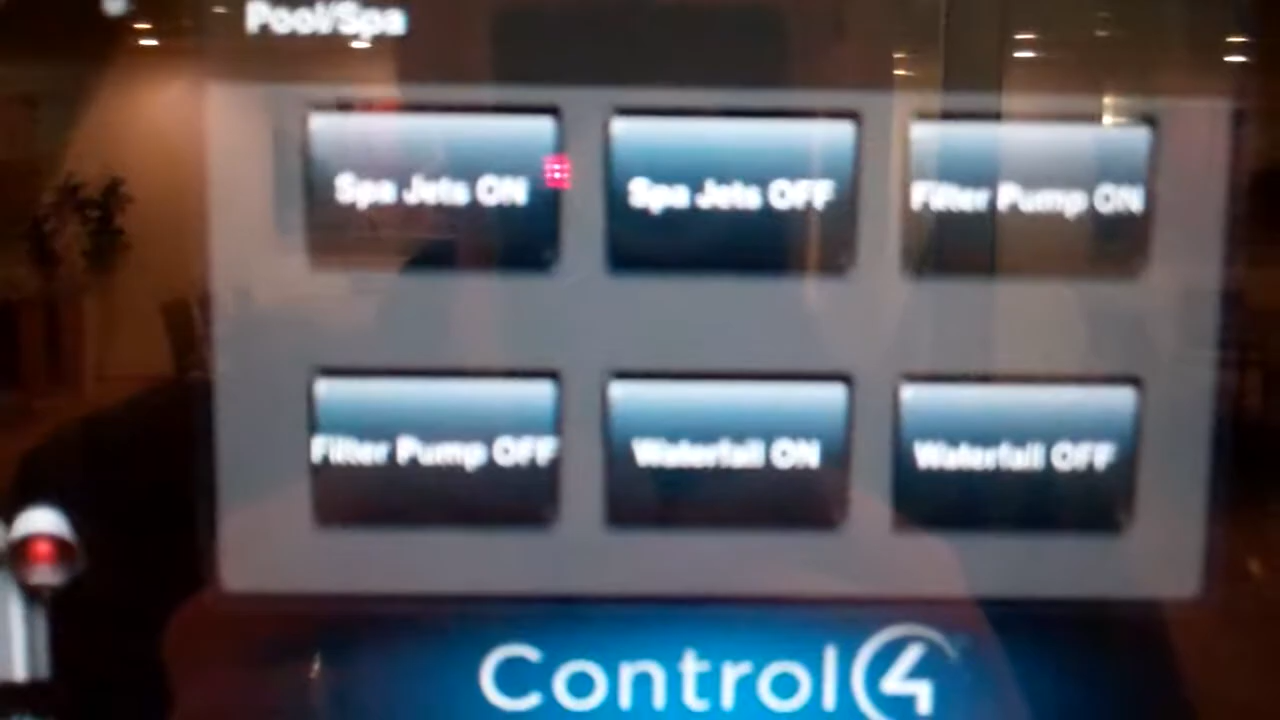 Pool/Spa
Spa Jets ON
Spa Jets OFF
Filter Pump ON
Filter Pump OFF
Waterfall ON
Waterfall OFF
Control4